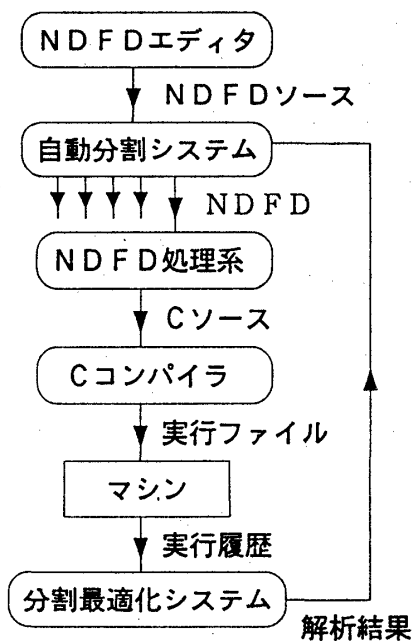 NDFDエディタ
NDFDソース
自動分割システム
NDFD
NDFD処理系
Cソース
Cコンパイラ
実行ファイル
マシン
実行履歴
分割最適化システム
解析結果